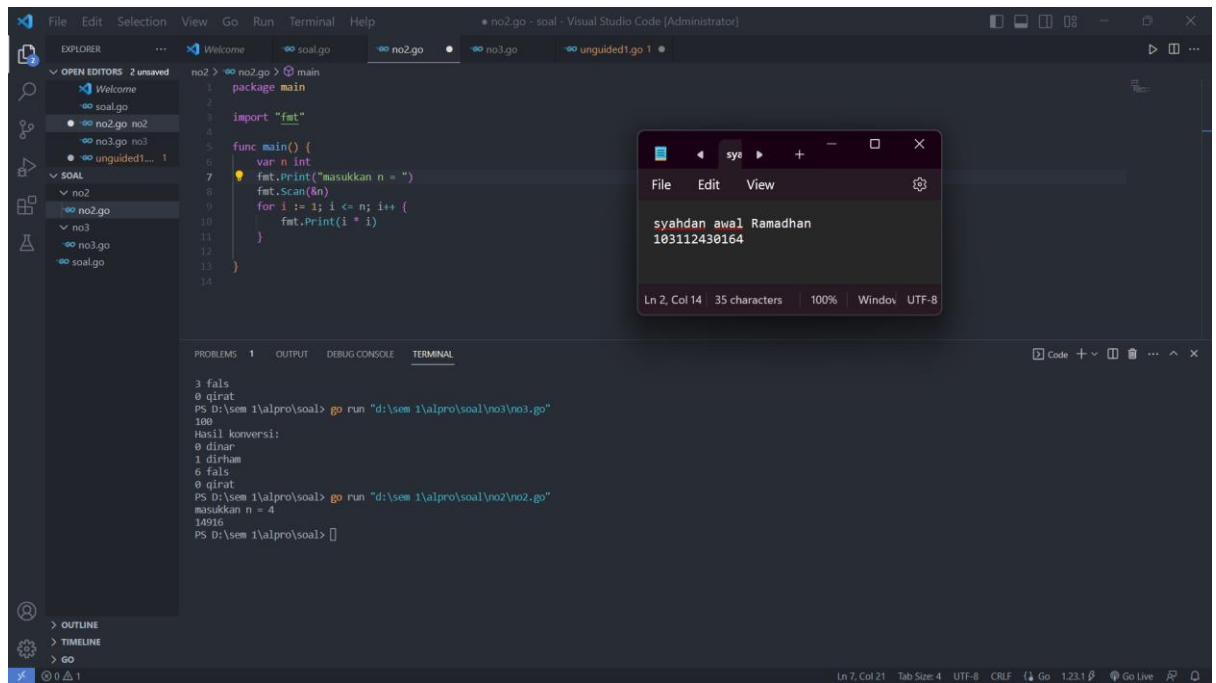 File Edit Selection View Go Run Terminal Help
● no2.go - soal - Visual Studio Code [Administrator]
EXPLORER
Welcome
soal.go
no2.go
no3.go
unguided1.go 1
OPEN EDITORS 2 unsaved
Welcome
soal.go
no2.go no2
no3.go no3
unguided1.... 1
SOAL
no2
no2.go
no3
no3.go
soal.go
OUTLINE
TIMELINE
GO
no2 > no2.go > main
1 package main
2
3 import "fmt"
4
5 func main() {
6 var n int
7 fmt.Print("masukkan n = ")
8 fmt.Scan(&n)
9 for i := 1; i <= n; i++ {
10 fmt.Print(i * i)
11 }
12
13 }
14
sya
File Edit View
syahdan awal Ramadhan
103112430164
Ln 2, Col 14 35 characters 100% Window UTF-8
PROBLEMS 1 OUTPUT DEBUG CONSOLE TERMINAL
Code
3 fals
0 qirat
PS D:\sem 1\alpro\soal> go run "d:\sem 1\alpro\soal\no3\no3.go"
100
Hasil konversi:
0 dinar
1 dirham
6 fals
0 qirat
PS D:\sem 1\alpro\soal> go run "d:\sem 1\alpro\soal\no2\no2.go"
masukkan n = 4
14916
PS D:\sem 1\alpro\soal>
0 1
Ln 7, Col 21 Tab Size: 4 UTF-8 CRLF Go 1.23.1 Go Live